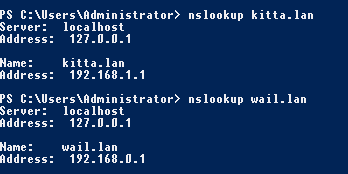 PS C:\Users\Administrator> nslookup kitta.lan
Server:  localhost
Address:  127.0.0.1
Name:    kitta.lan
Address:  192.168.1.1
PS C:\Users\Administrator> nslookup wail.lan
Server:  localhost
Address:  127.0.0.1
Name:    wail.lan
Address:  192.168.0.1